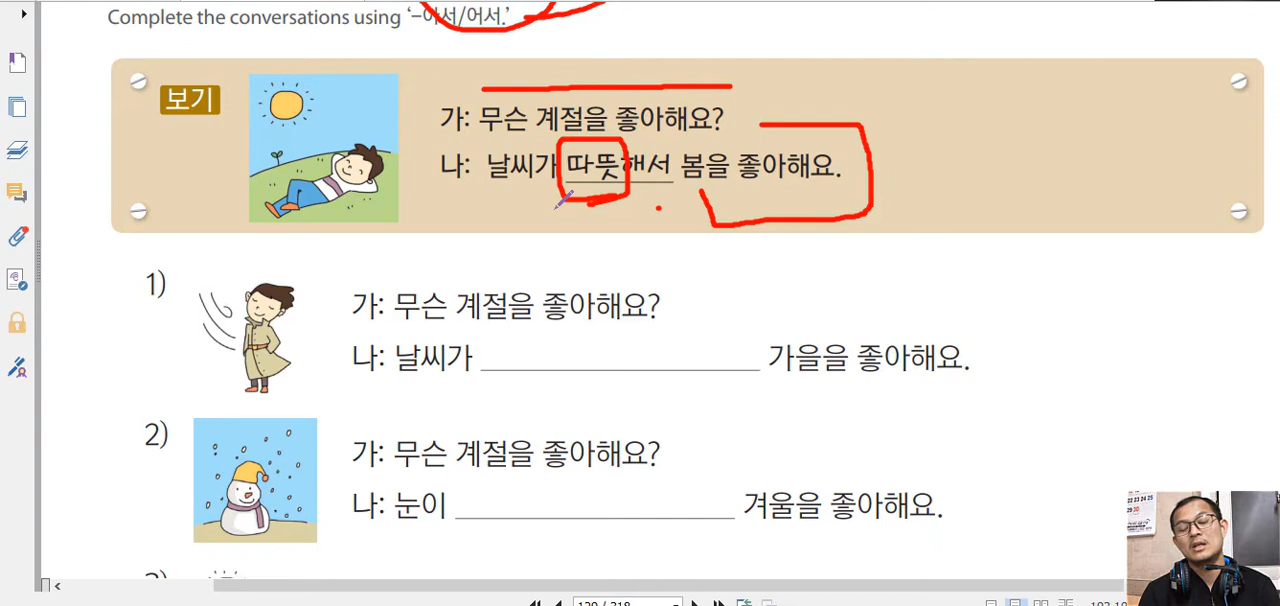 Complete the conversations using '–아서/어서.'
보기
가: 무슨 계절을 좋아해요?
나: 날씨가 따뜻해서 봄을 좋아해요.
1)
가: 무슨 계절을 좋아해요?
나: 날씨가 ________ 가을을 좋아해요.
2)
가: 무슨 계절을 좋아해요?
나: 눈이 ________ 겨울을 좋아해요.